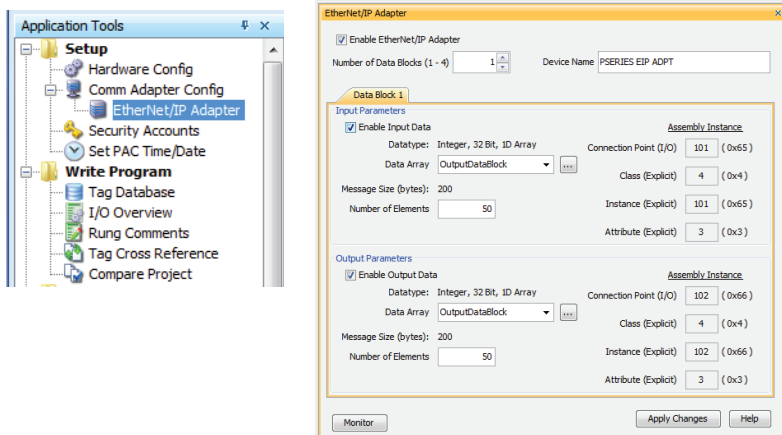 Application Tools
Setup
Hardware Config
Comm Adapter Config
EtherNet/IP Adapter
Security Accounts
Set PAC Time/Date
Write Program
Tag Database
I/O Overview
Rung Comments
Tag Cross Reference
Compare Project
EtherNet/IP Adapter
Enable EtherNet/IP Adapter
Number of Data Blocks (1 - 4) 1 Device Name PSERIES EIP ADPT
Data Block 1
Input Parameters
Enable Input Data Assembly Instance
Datatype: Integer, 32 Bit, 1D Array Connection Point (I/O) 101 ( 0x65 )
Data Array OutputDataBlock ...
Class (Explicit) 4 ( 0x4 )
Message Size (bytes): 200
Number of Elements 50 Instance (Explicit) 101 ( 0x65 )
Attribute (Explicit) 3 ( 0x3 )
Output Parameters
Enable Output Data Assembly Instance
Datatype: Integer, 32 Bit, 1D Array Connection Point (I/O) 102 ( 0x66 )
Data Array OutputDataBlock ...
Class (Explicit) 4 ( 0x4 )
Message Size (bytes): 200
Number of Elements 50 Instance (Explicit) 102 ( 0x66 )
Attribute (Explicit) 3 ( 0x3 )
Monitor Apply Changes Help